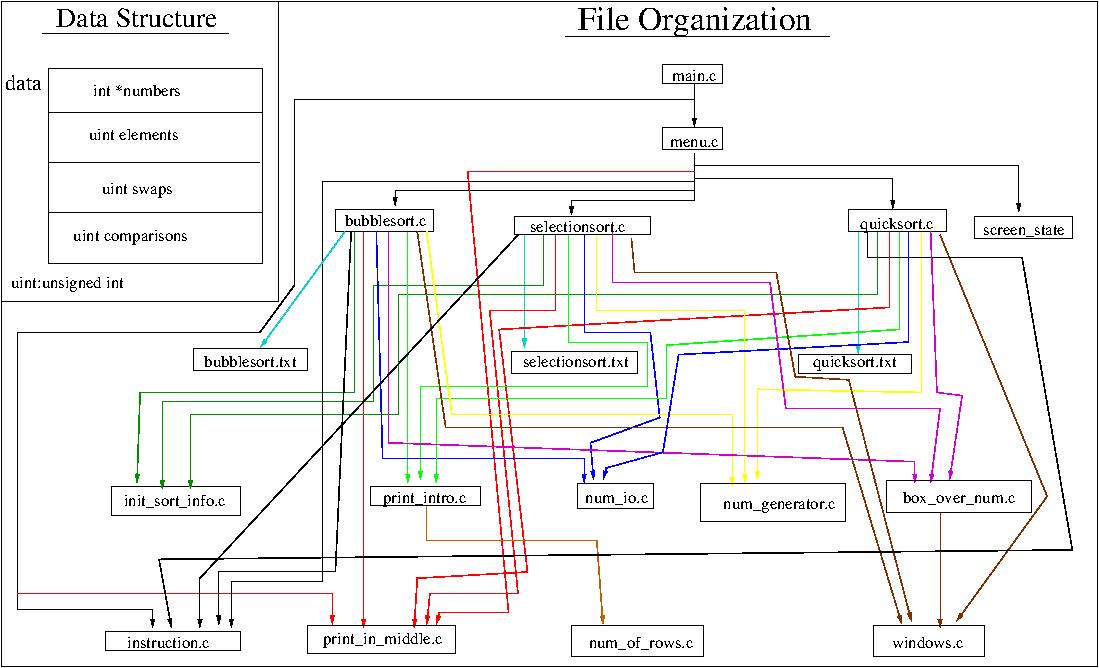 Data Structure
File Organization
data
int *numbers
uint elements
uint swaps
uint comparisons
uint:unsigned int
main.c
menu.c
bubblesort.c
selectionsort.c
quicksort.c
screen_state
bubblesort.txt
selectionsort.txt
quicksort.txt
init_sort_info.c
print_intro.c
num_io.c
num_generator.c
box_over_num.c
instruction.c
print_in_middle.c
num_of_rows.c
windows.c